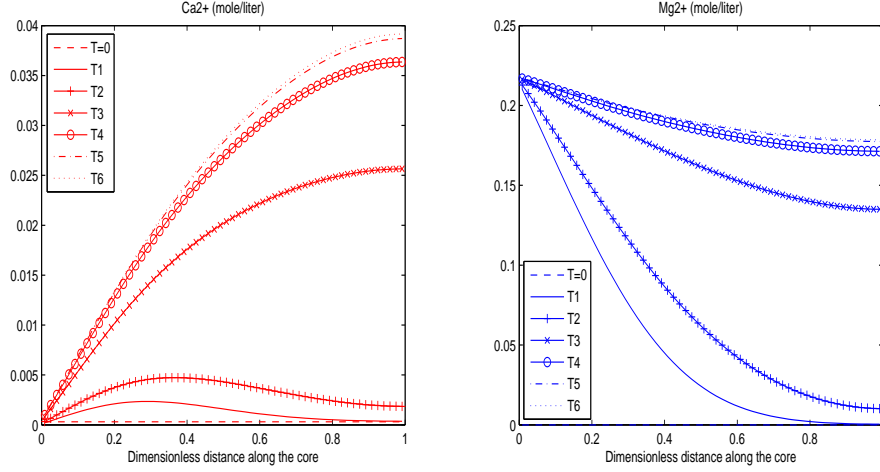 Ca2+ (mole/liter)
0.04
0.035
0.03
0.025
0.02
0.015
0.01
0.005
0
T=0
T1
T2
T3
T4
T5
T6
0
0.2
0.4
0.6
0.8
1
Dimensionless distance along the core
Mg2+ (mole/liter)
0.25
0.2
0.15
0.1
0.05
0
T=0
T1
T2
T3
T4
T5
T6
0
0.2
0.4
0.6
0.8
Dimensionless distance along the core